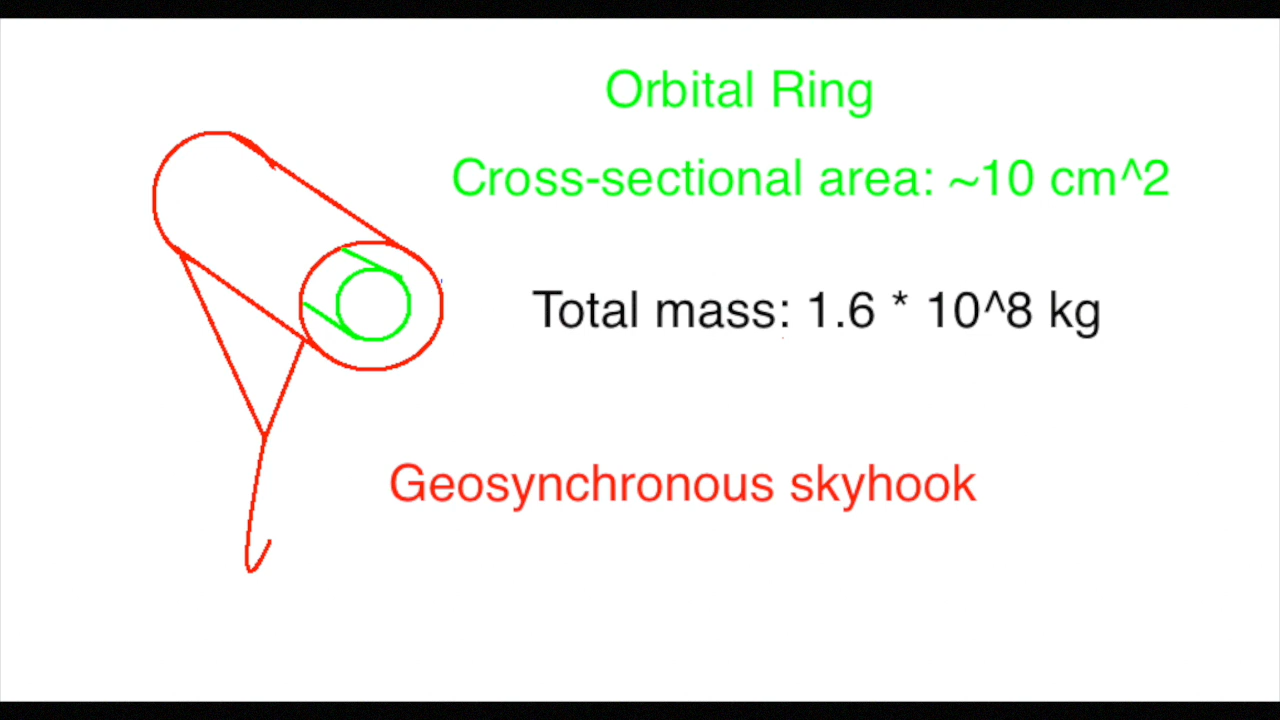 Orbital Ring
Cross-sectional area: ~10 cm^2
Total mass: 1.6 * 10^8 kg
Geosynchronous skyhook